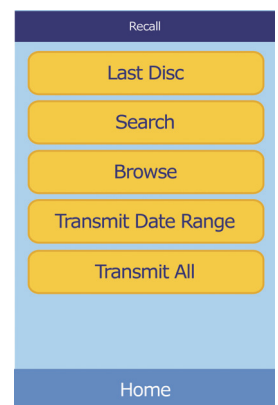 Recall
Last Disc
Search
Browse
Transmit Date Range
Transmit All
Home